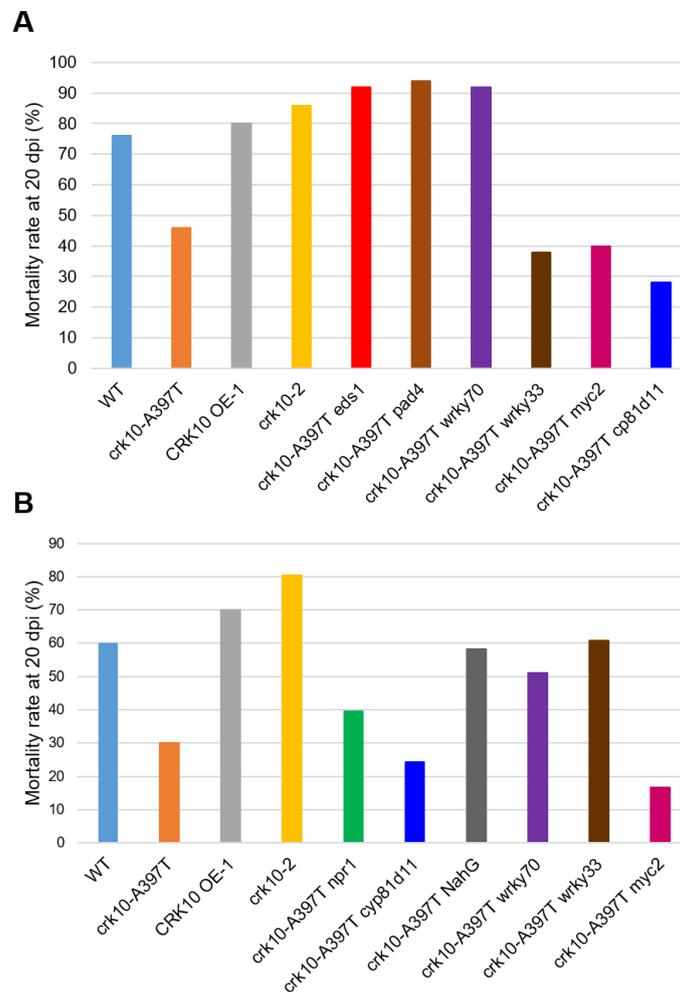 A
Mortality rate at 20 dpi (%)
100
90
80
70
60
50
40
30
20
10
0
WT
crk10-A397T
CRK10 OE-1
crk10-2
crk10-A397T eds1
crk10-A397T pad4
crk10-A397T wrky70
crk10-A397T wrky33
crk10-A397T myc2
crk10-A397T cp81d11
B
Mortality rate at 20 dpi (%)
90
80
70
60
50
40
30
20
10
0
WT
crk10-A397T
CRK10 OE-1
crk10-2
crk10-A397T npr1
crk10-A397T cyp81d11
crk10-A397T NahG
crk10-A397T wrky70
crk10-A397T wrky33
crk10-A397T myc2